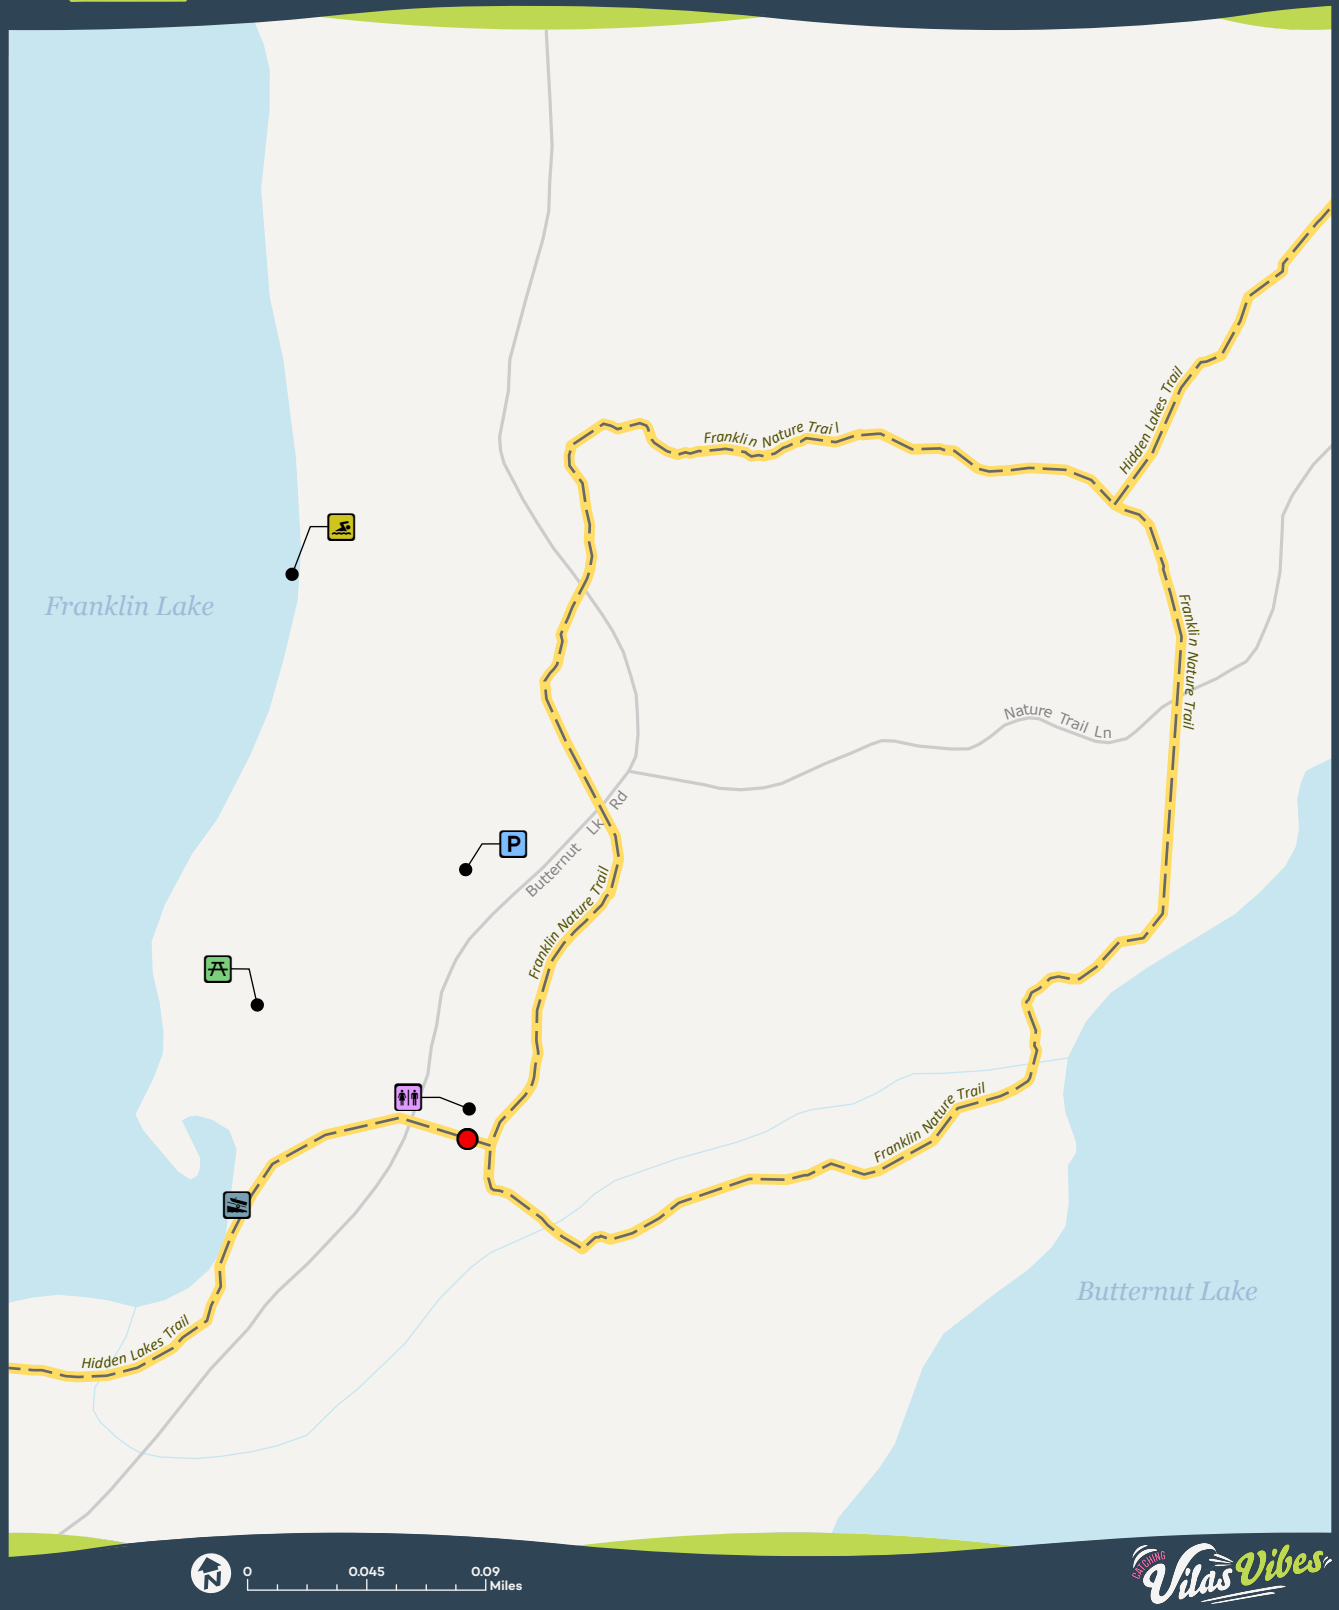 Franklin Nature Trail
Hidden Lakes Trail
Franklin Lake
Franklin Nature Trail
Nature Trail Ln
Butternut Lk Rd
P
Franklin Nature Trail
Franklin Nature Trail
Butternut Lake
Hidden Lakes Trail
N
0 0.045 0.09
Miles
CATCHING
Vilas Vibes